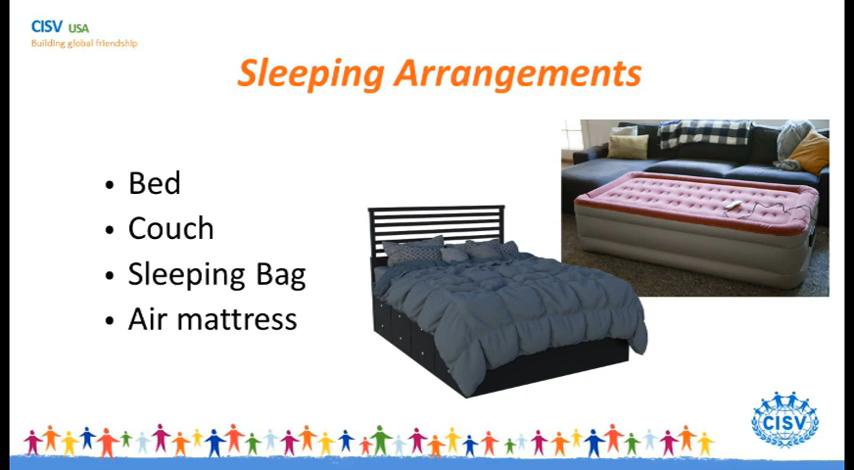 CISV USA
Building global friendship
Sleeping Arrangements
• Bed
• Couch
• Sleeping Bag
• Air mattress
CISV